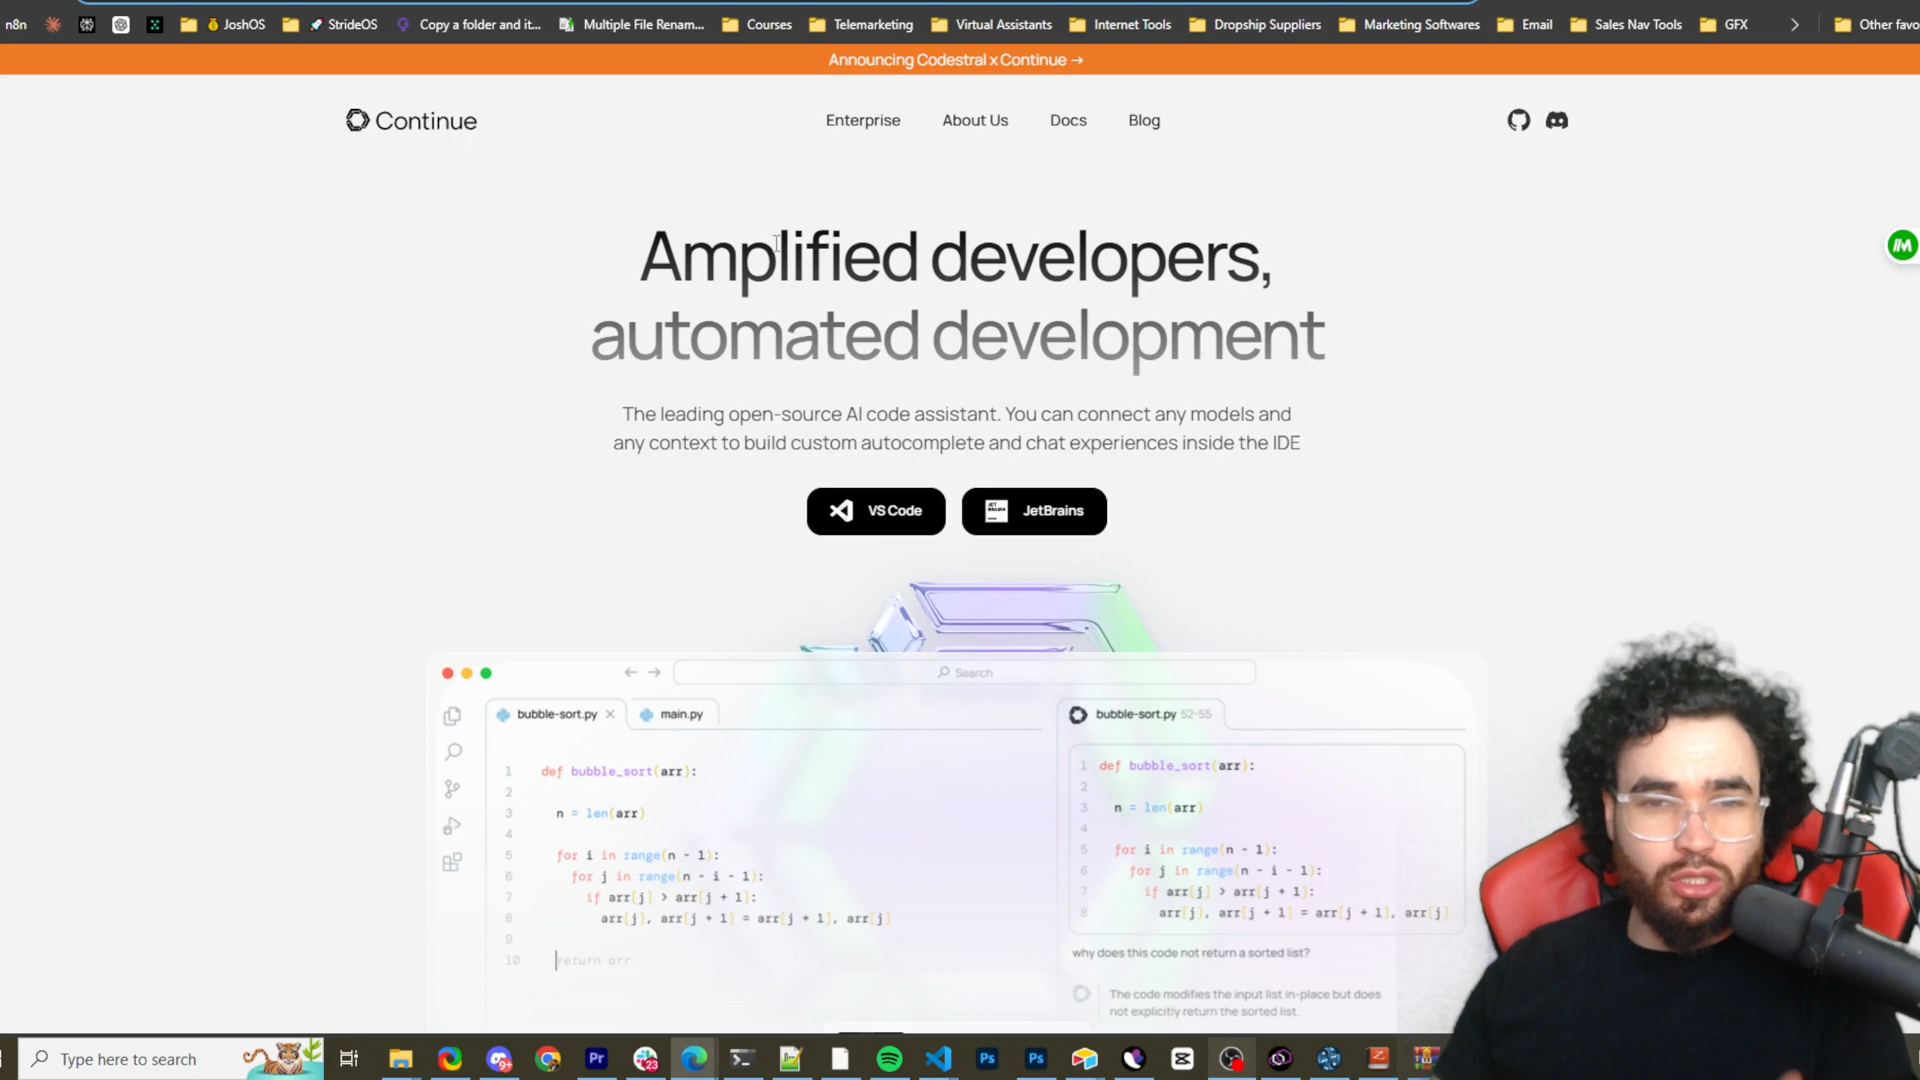 n8n JoshOS StrideOS Copy a folder and it... Multiple File Renam... Courses Telemarketing Virtual Assistants Internet Tools Dropship Suppliers Marketing Softwares Email Sales Nav Tools GFX Other favo
Announcing Codestral x Continue →
Continue Enterprise About Us Docs Blog
Amplified developers,
automated development
The leading open-source AI code assistant. You can connect any models and
any context to build custom autocomplete and chat experiences inside the IDE
VS Code JetBrains
Search
bubble-sort.py main.py
1 def bubble_sort(arr):
2
3 n = len(arr)
4
5 for i in range(n - 1):
6 for j in range(n - i - 1):
7 if arr[j] > arr[j + 1]:
8 arr[j], arr[j + 1] = arr[j + 1], arr[j]
9
10 return arr
bubble-sort.py 52-55
1 def bubble_sort(arr):
2
3 n = len(arr)
4
5 for i in range(n - 1):
6 for j in range(n - i - 1):
7 if arr[j] > arr[j + 1]:
8 arr[j], arr[j + 1] = arr[j + 1], arr[j]
why does this code not return a sorted list?
The code modifies the input list in-place but does
not explicitly return the sorted list.
Type here to search Pr 23 Ps Ps